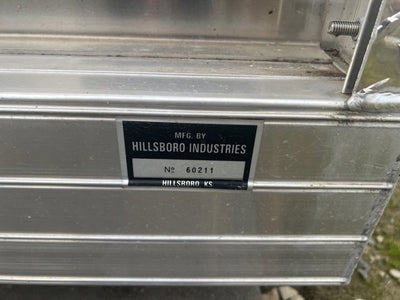 MFG. BY
HILLSBORO INDUSTRIES
Nº 60211
HILLSBORO, KS